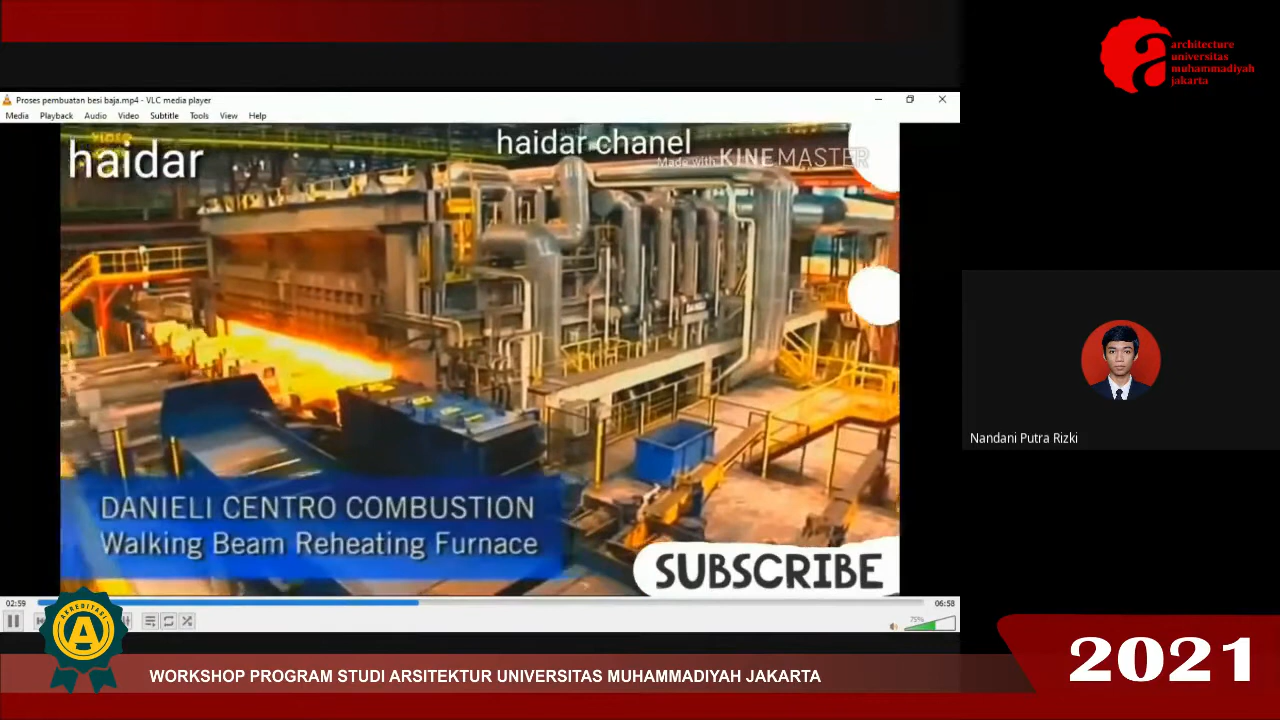 architecture
universitas
muhammadiyah
jakarta
Proses pembuatan besi baja.mp4 - VLC media player
Media Playback Audio Video Subtitle Tools View Help
haidar
haidar chanel
Made with KINEMASTER
DANIELI CENTRO COMBUSTION
Walking Beam Reheating Furnace
SUBSCRIBE
Nandani Putra Rizki
02:59
06:58
75%
AKREDITASI
A
WORKSHOP PROGRAM STUDI ARSITEKTUR UNIVERSITAS MUHAMMADIYAH JAKARTA
2021